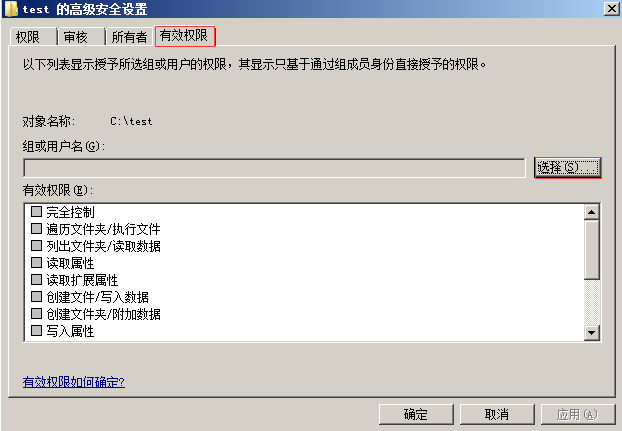 test 的高级安全设置
权限 审核 所有者 有效权限
以下列表显示授予所选组或用户的权限，其显示只基于通过组成员身份直接授予的权限。
对象名称: C:\test
组或用户名(G):
选择(S)...
有效权限(E):
完全控制
遍历文件夹/执行文件
列出文件夹/读取数据
读取属性
读取扩展属性
创建文件/写入数据
创建文件夹/附加数据
写入属性
有效权限如何确定?
确定 取消 应用(A)